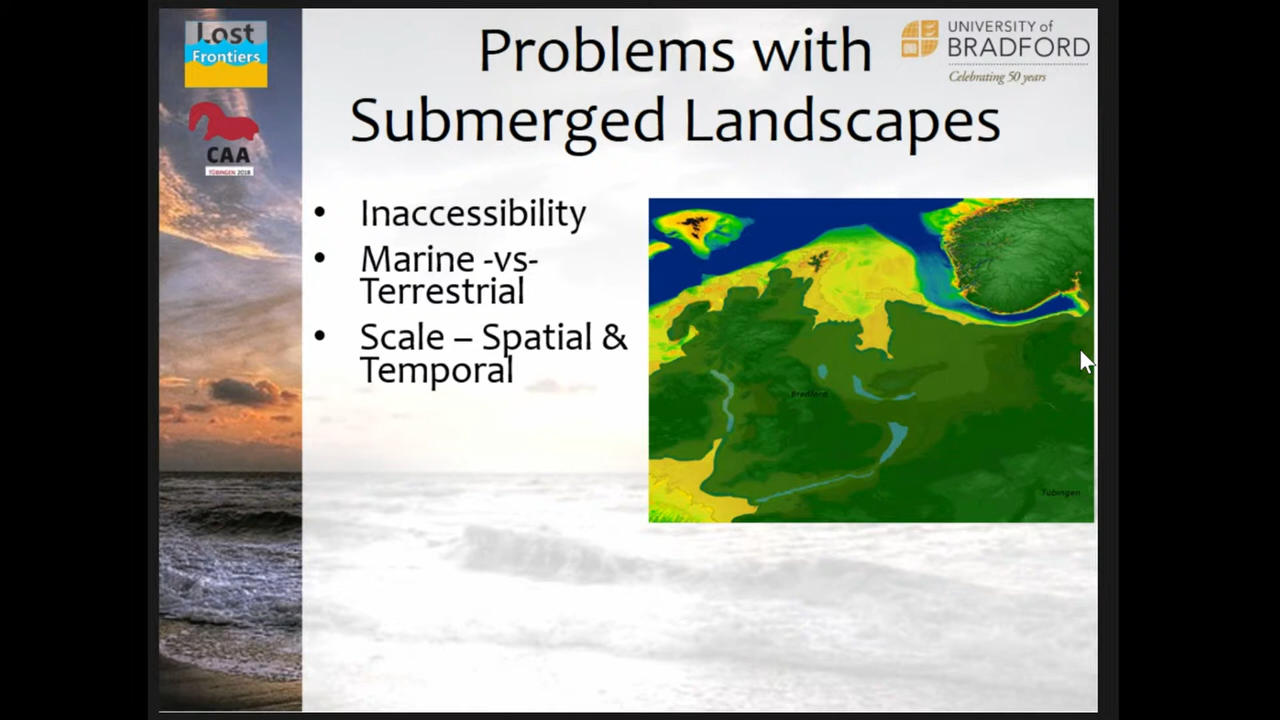 Lost
Frontiers
CAA
TÜBINGEN 2018
Problems with
Submerged Landscapes
UNIVERSITY of
BRADFORD
Celebrating 50 years
• Inaccessibility
• Marine -vs-
Terrestrial
• Scale – Spatial &
Temporal
Bradford
Tübingen